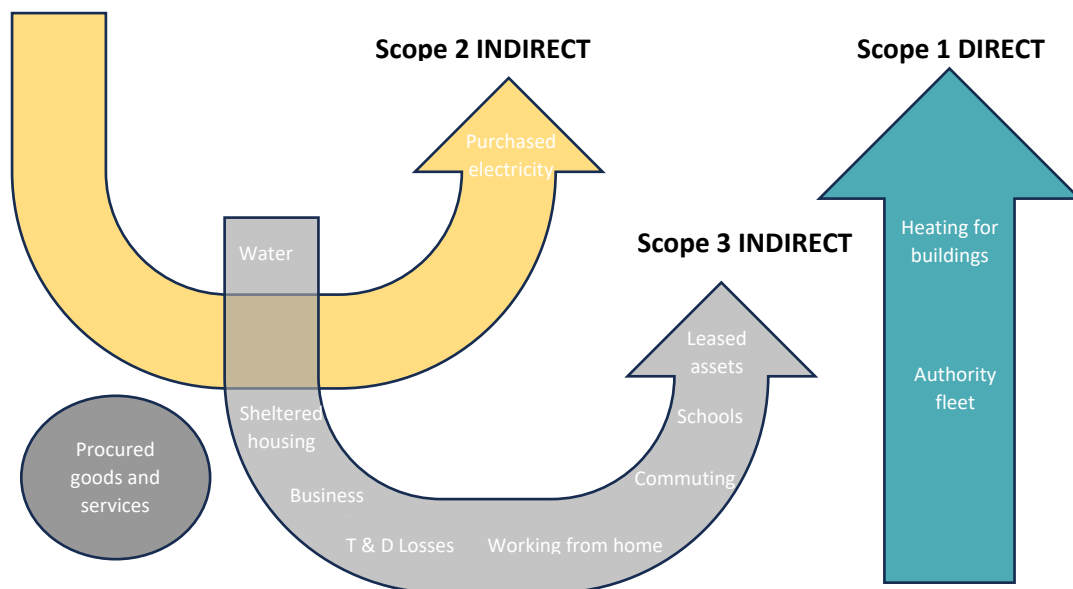 Scope 2 INDIRECT
Scope 1 DIRECT
Purchased
electricity
Water
Scope 3 INDIRECT
Heating for
buildings
Leased
assets
Authority
fleet
Sheltered
housing
Schools
Procured
goods and
services
Commuting
Business
T & D Losses
Working from home